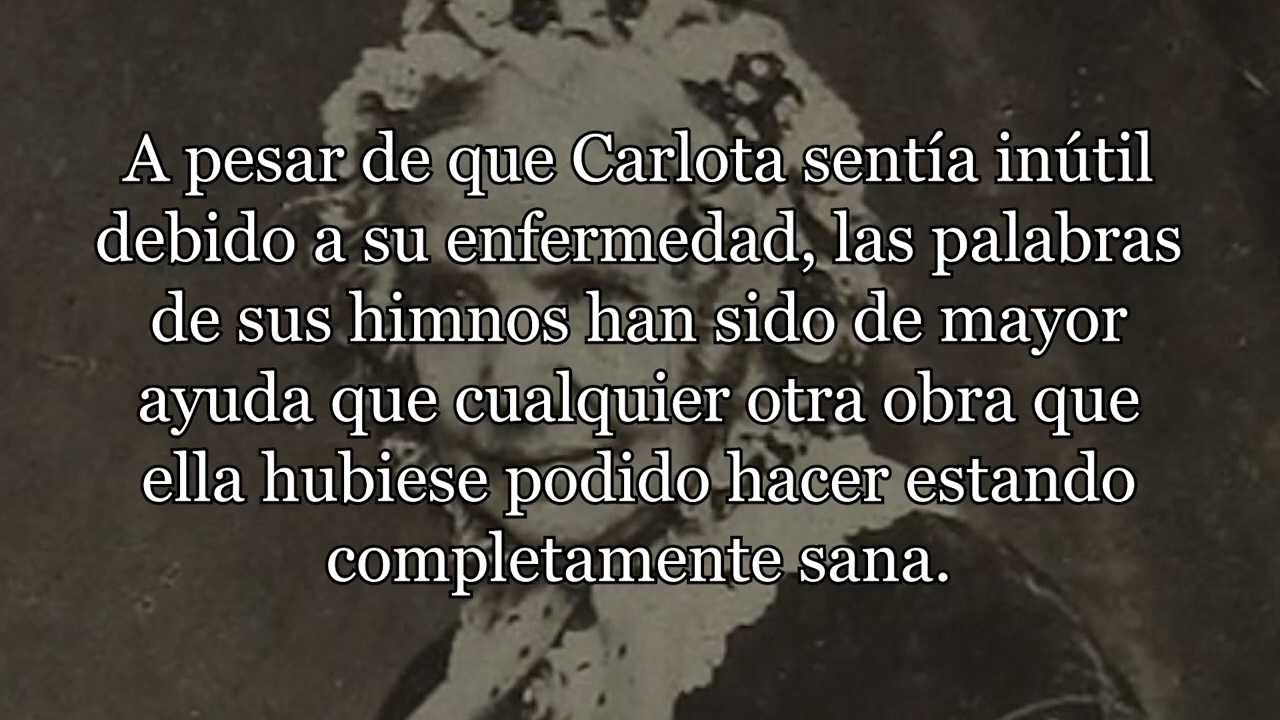 A pesar de que Carlota sentía inútil
debido a su enfermedad, las palabras
de sus himnos han sido de mayor
ayuda que cualquier otra obra que
ella hubiese podido hacer estando
completamente sana.